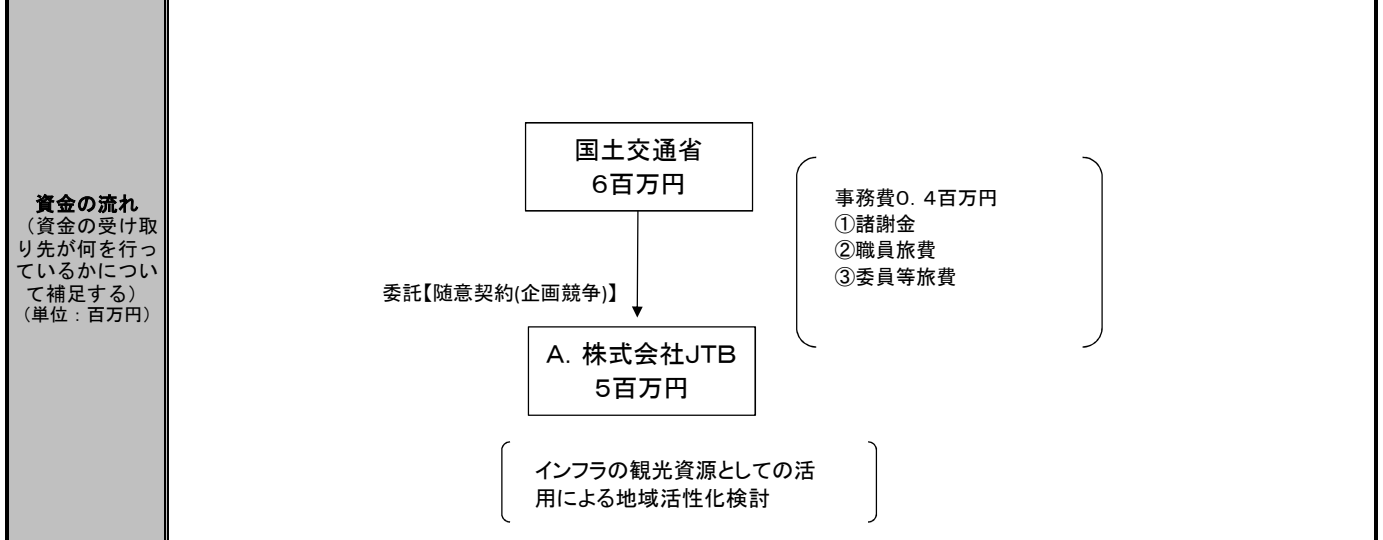 資金の流れ
（資金の受け取
り先が何を行っ
ているかについ
て補足する）
（単位：百万円）
国土交通省
６百万円
事務費０．４百万円
①諸謝金
②職員旅費
③委員等旅費
委託【随意契約(企画競争)】
Ａ．株式会社ＪＴＢ
５百万円
インフラの観光資源としての活
用による地域活性化検討